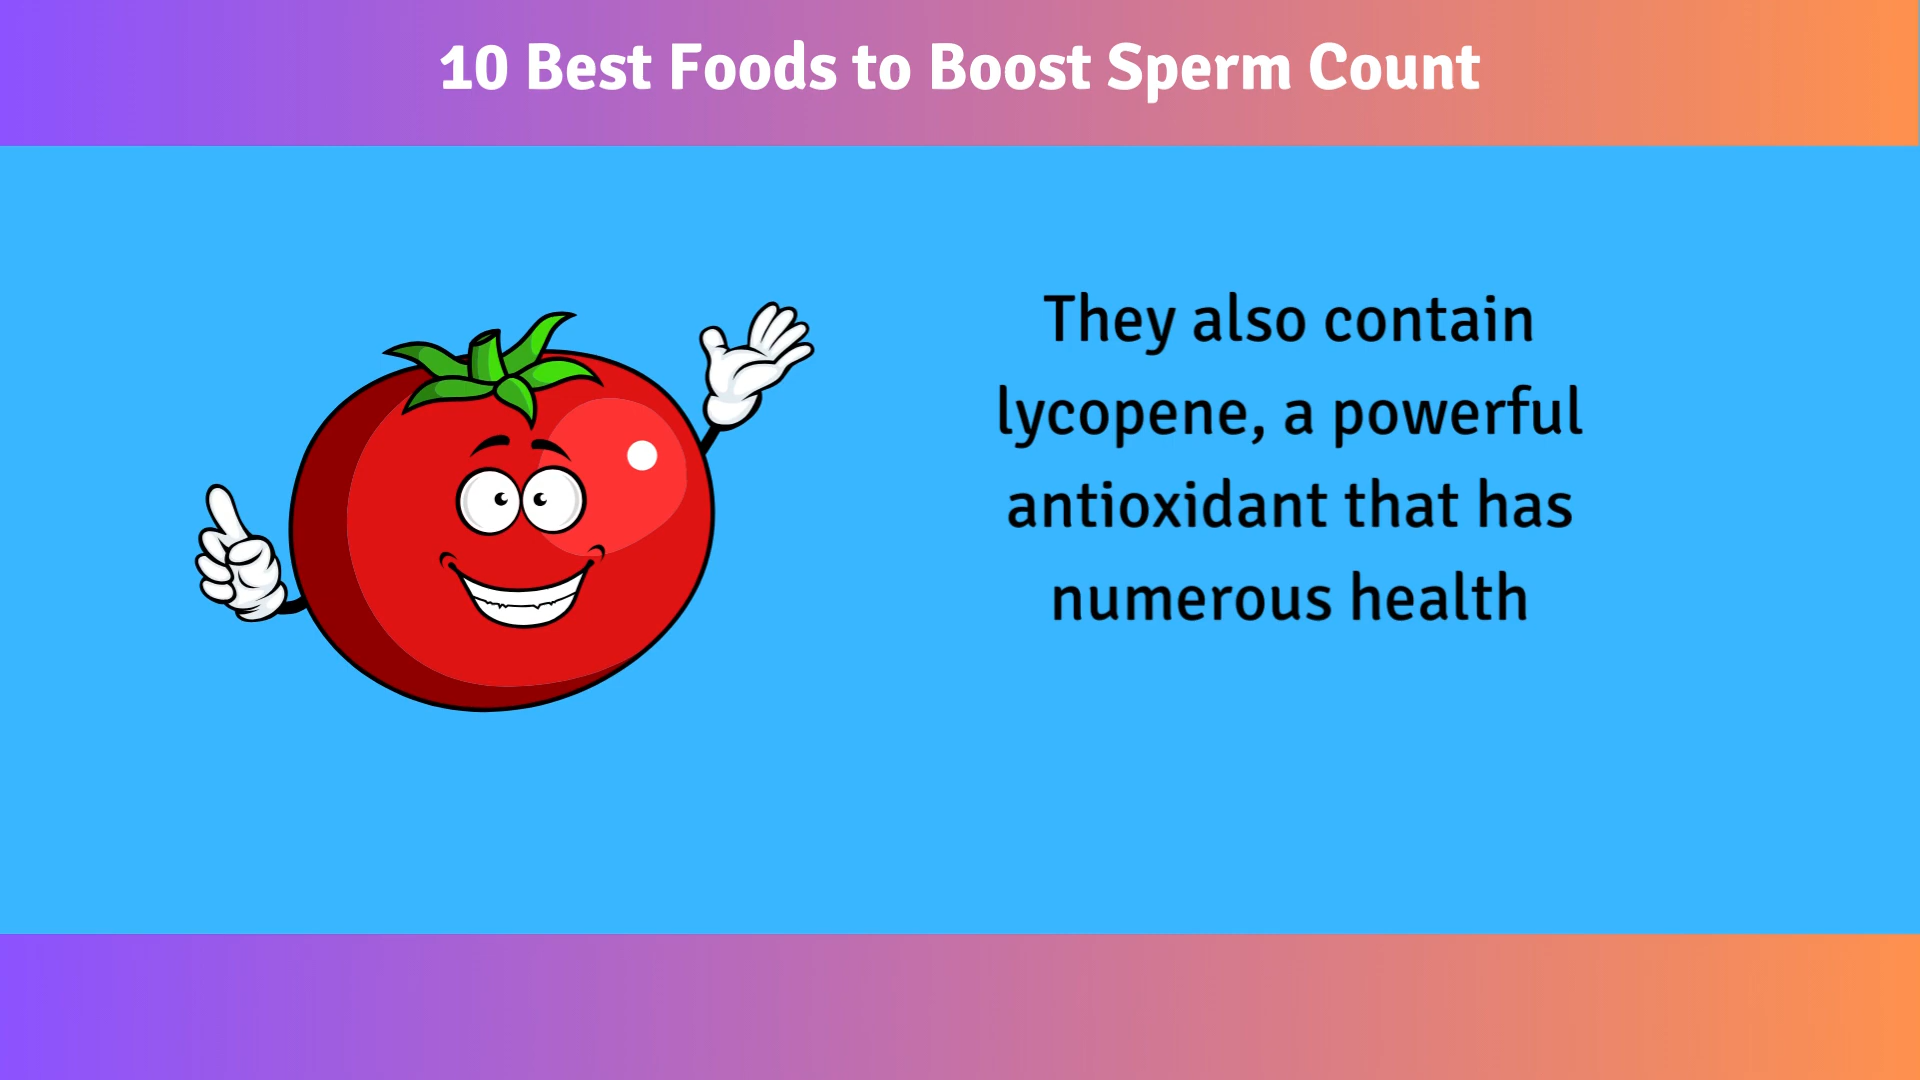 10 Best Foods to Boost Sperm Count
They also contain
lycopene, a powerful
antioxidant that has
numerous health